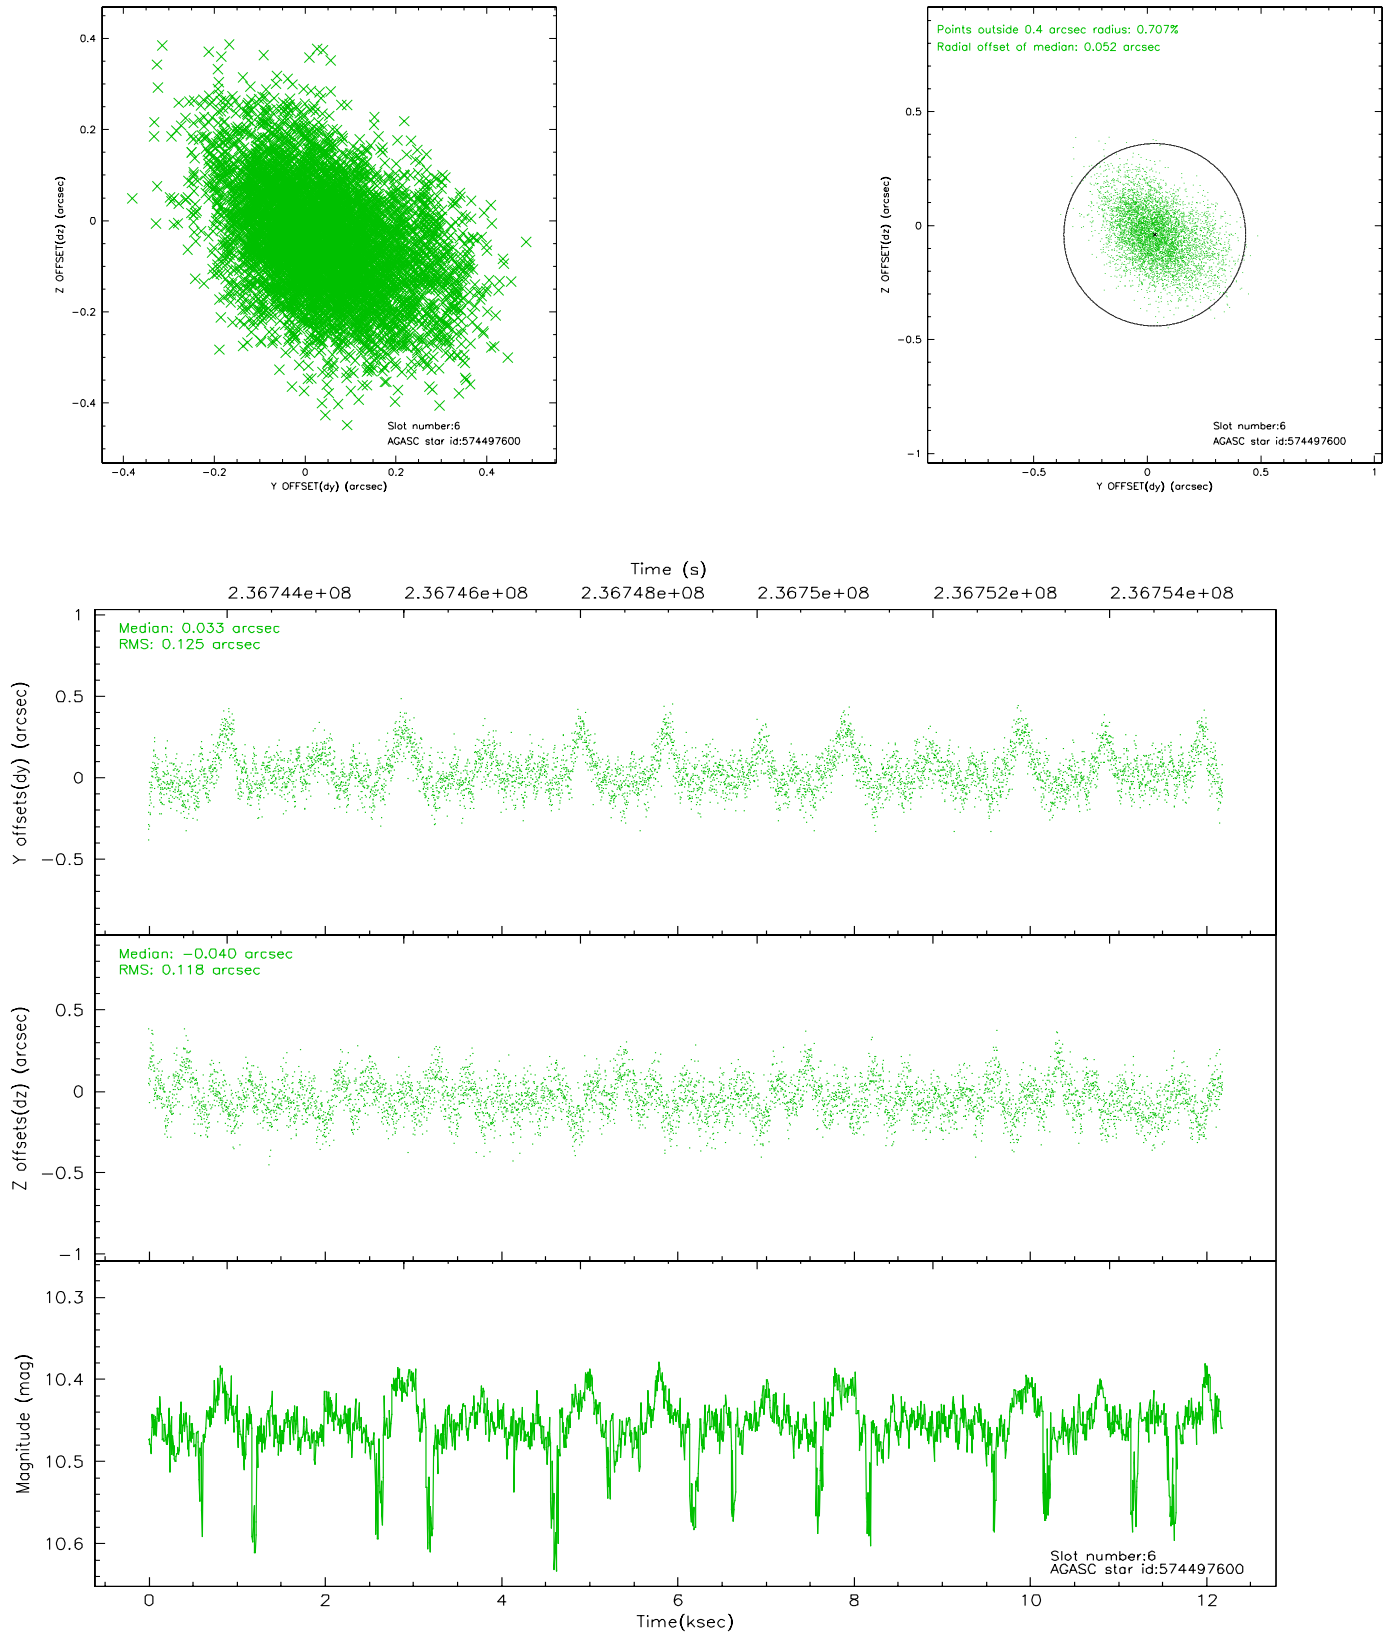 0.4
0.2
0
−0.2
−0.4
Z OFFSET(dz) (arcsec)
Slot number:6
AGASC star id:574497600
−0.4
−0.2
0
0.2
0.4
Y OFFSET(dy) (arcsec)
Points outside 0.4 arcsec radius: 0.707%
Radial offset of median: 0.052 arcsec
0.5
0
−0.5
−1
Z OFFSET(dz) (arcsec)
Slot number:6
AGASC star id:574497600
−0.5
0
0.5
1
Y OFFSET(dy) (arcsec)
Time (s)
2.36744e+08
2.36746e+08
2.36748e+08
2.3675e+08
2.36752e+08
2.36754e+08
Median: 0.033 arcsec
RMS: 0.125 arcsec
1
0.5
0
−0.5
Y offsets(dy) (arcsec)
Median: −0.040 arcsec
RMS: 0.118 arcsec
0.5
0
−0.5
−1
Z offsets(dz) (arcsec)
10.3
10.4
10.5
10.6
Magnitude (mag)
Slot number:6
AGASC star id:574497600
0
2
4
6
8
10
12
Time(ksec)